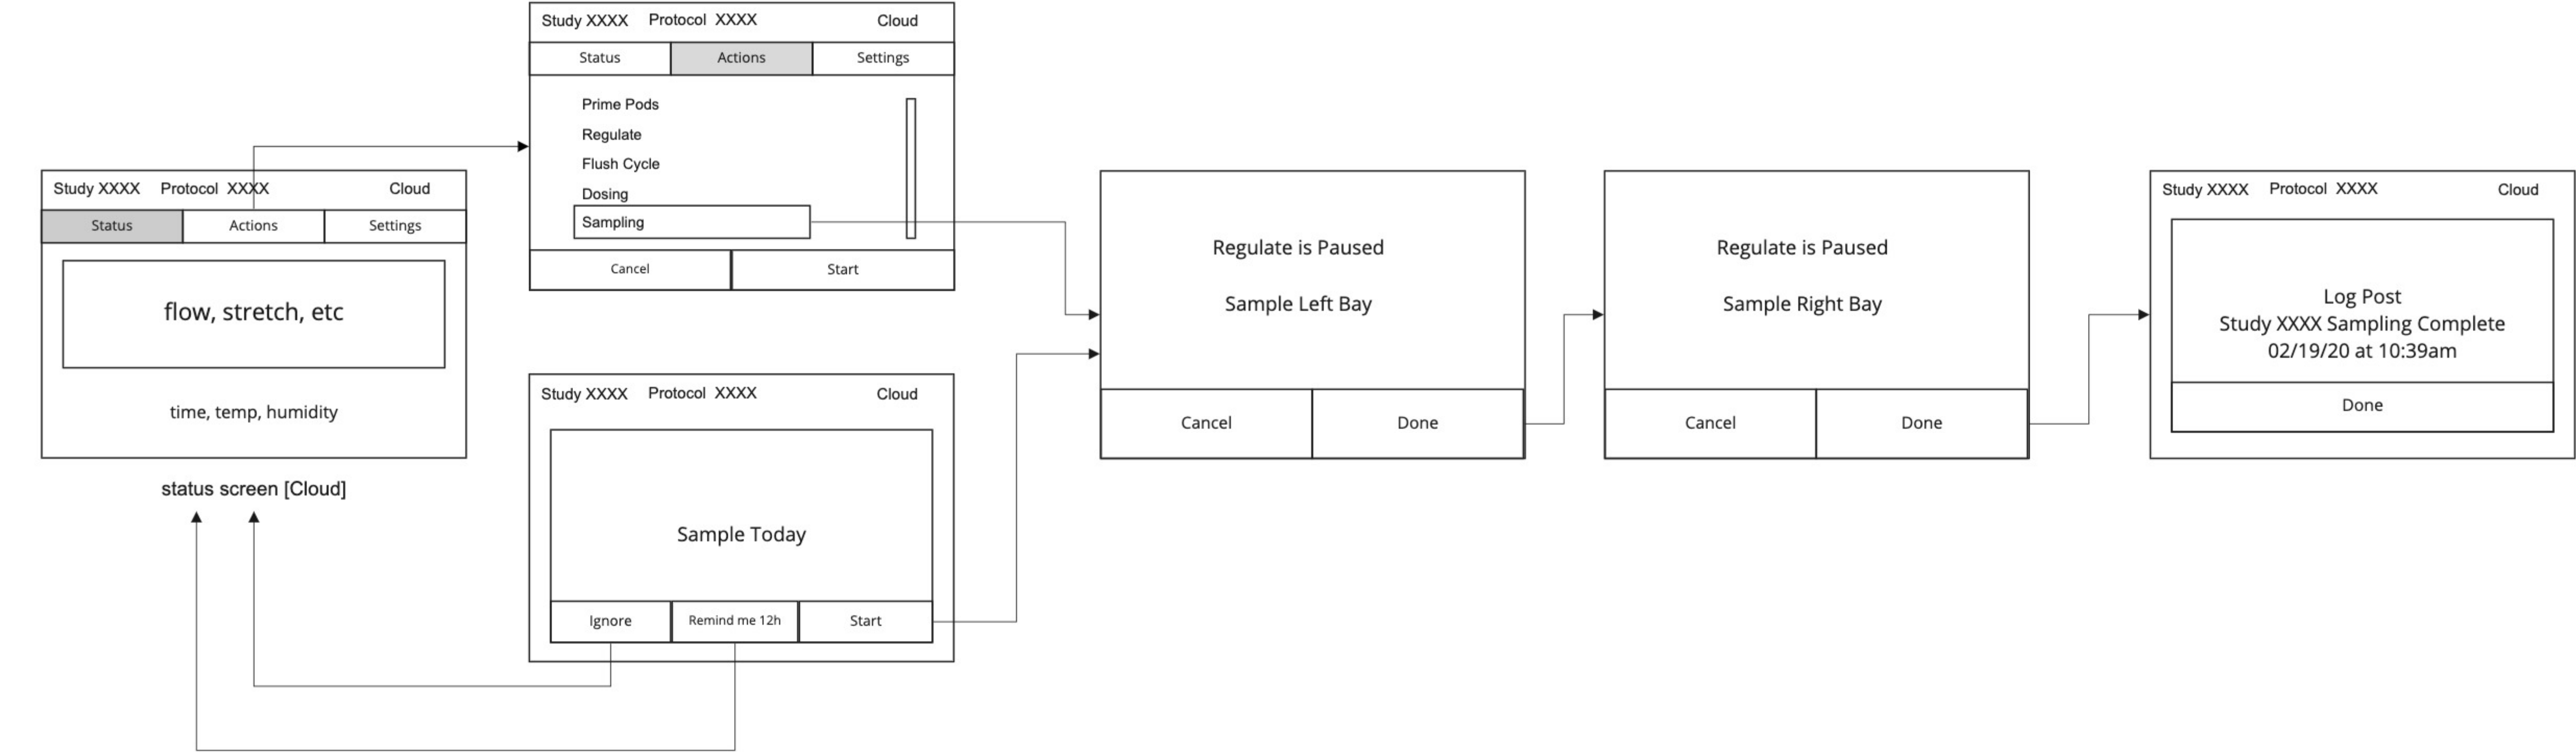 Study XXXX Protocol XXXX Cloud
Status Actions Settings
flow, stretch, etc
time, temp, humidity
status screen [Cloud]
Study XXXX Protocol XXXX Cloud
Status Actions Settings
Prime Pods
Regulate
Flush Cycle
Dosing
Sampling
Cancel Start
Study XXXX Protocol XXXX Cloud
Sample Today
Ignore Remind me 12h Start
Regulate is Paused
Sample Left Bay
Cancel Done
Regulate is Paused
Sample Right Bay
Cancel Done
Study XXXX Protocol XXXX Cloud
Log Post
Study XXXX Sampling Complete
02/19/20 at 10:39am
Done